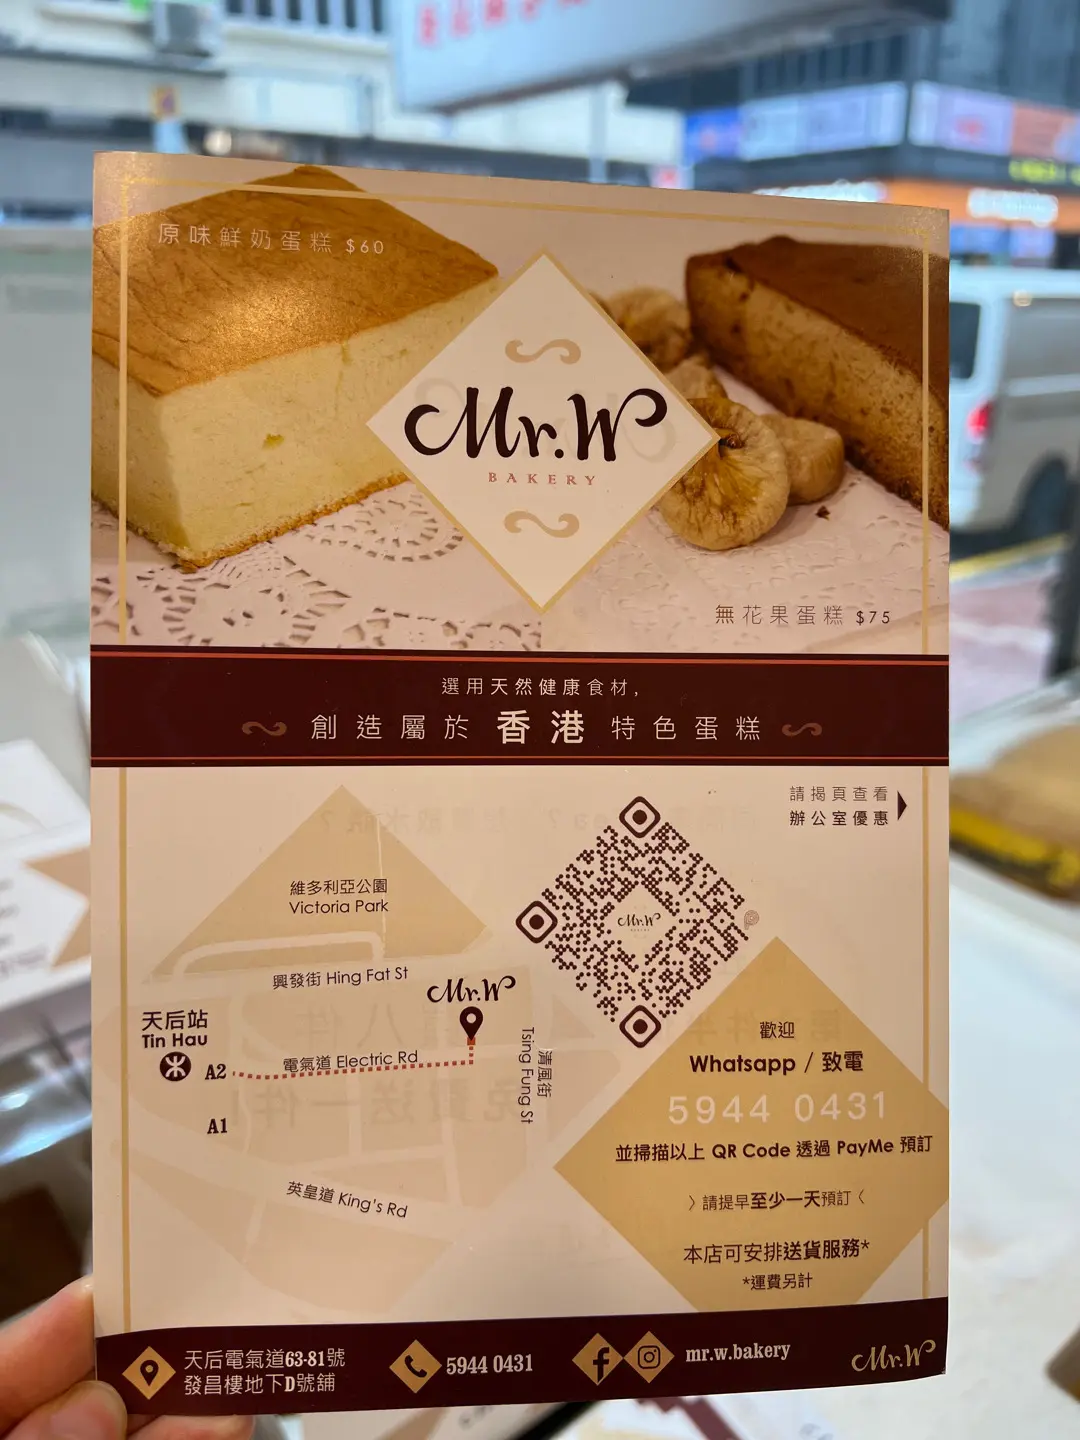 原味鮮奶蛋糕 $60
Mr.W
BAKERY
無花果蛋糕 $75
選用天然健康食材,
創造屬於 香港 特色蛋糕
請揭頁查看
辦公室優惠
維多利亞公園
Victoria Park
興發街 Hing Fat St
Mr.W
天后站
Tin Hau
A2
電氣道 Electric Rd
清風街
Tsing Fung St
A1
英皇道 King's Rd
Mr.W
歡迎
Whatsapp / 致電
5944 0431
並掃描以上 QR Code 透過 PayMe 預訂
〉請提早至少一天預訂〈
本店可安排送貨服務*
*運費另計
天后電氣道63-81號
發昌樓地下D號舖
5944 0431
mr.w.bakery
Mr.W